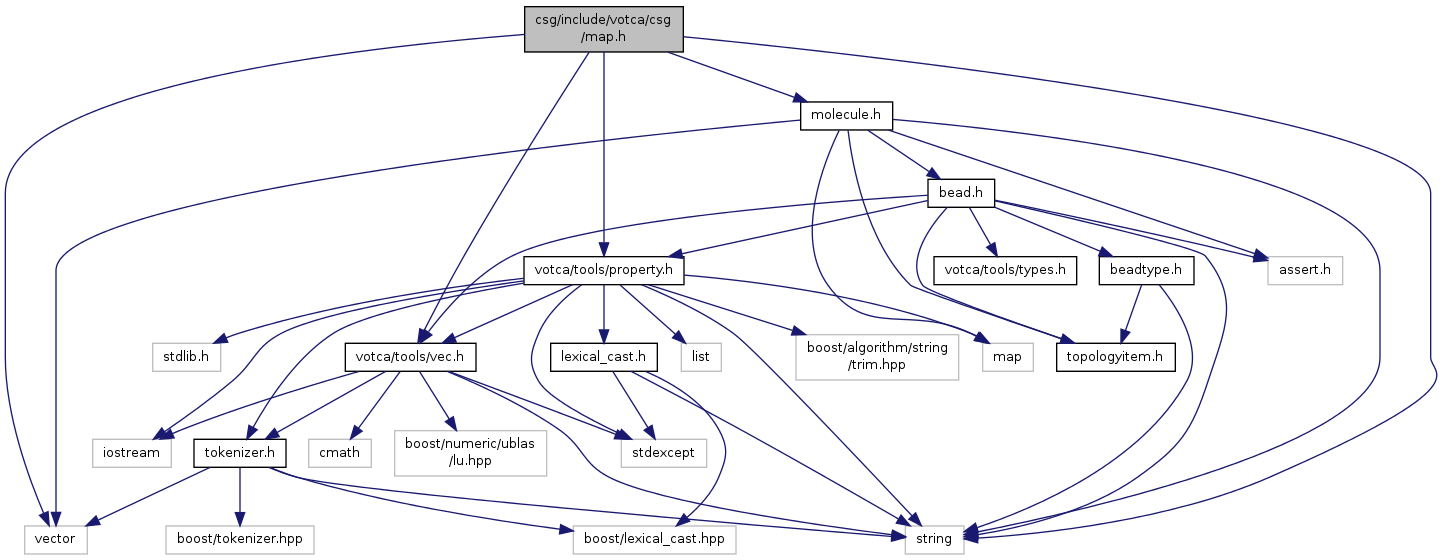 csg/include/votca/csg
/map.h
molecule.h
bead.h
votca/tools/property.h
votca/tools/types.h
beadtype.h
assert.h
stdlib.h
votca/tools/vec.h
lexical_cast.h
list
boost/algorithm/string
/trim.hpp
map
topologyitem.h
iostream
tokenizer.h
cmath
boost/numeric/ublas
/lu.hpp
stdexcept
vector
boost/tokenizer.hpp
boost/lexical_cast.hpp
string